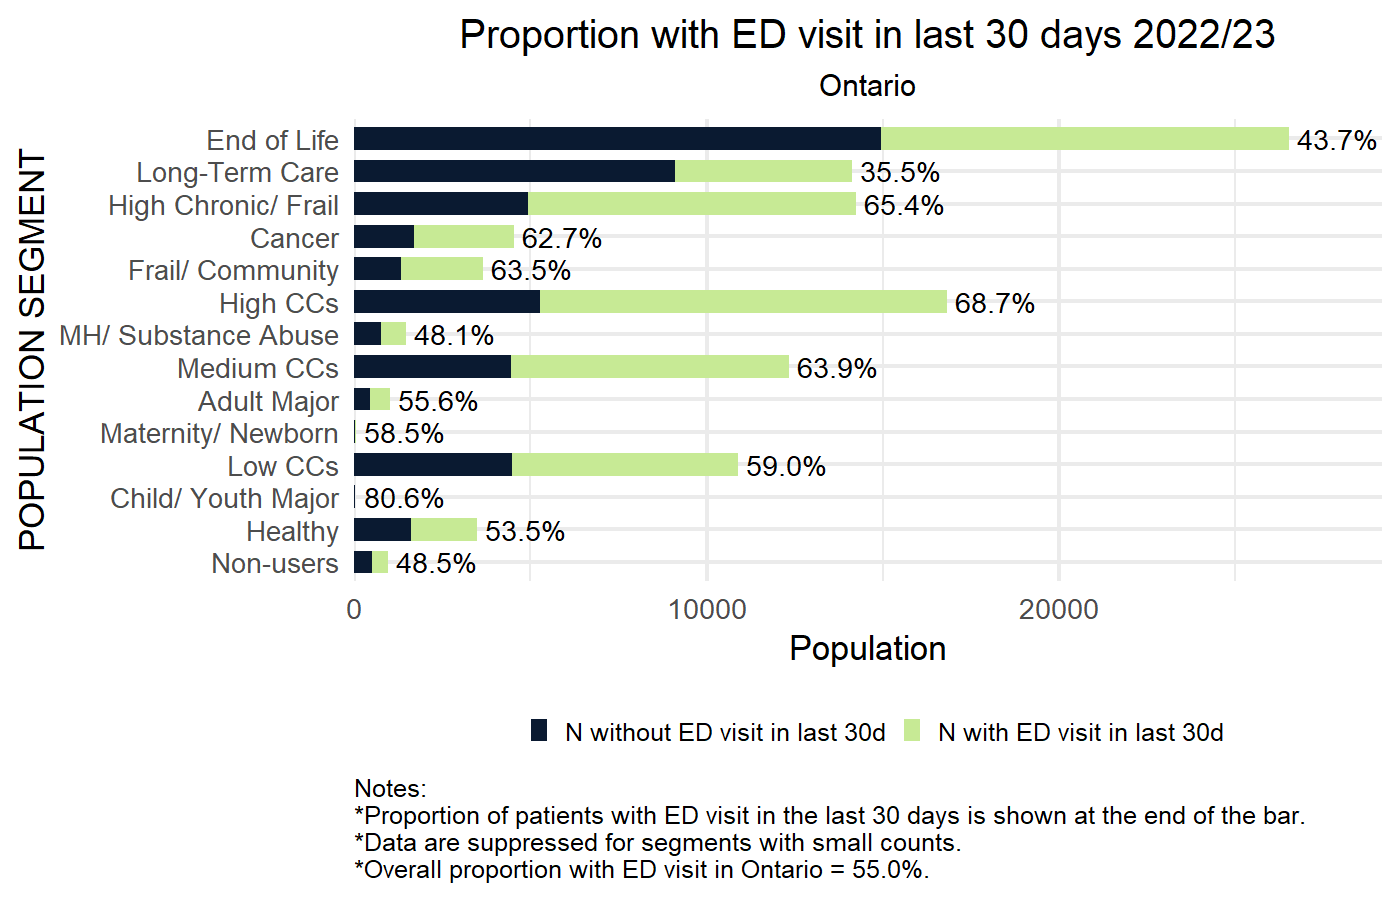 Proportion with ED visit in last 30 days 2022/23
Ontario
POPULATION SEGMENT
End of Life 43.7%
Long-Term Care 35.5%
High Chronic/ Frail 65.4%
Cancer 62.7%
Frail/ Community 63.5%
High CCs 68.7%
MH/ Substance Abuse 48.1%
Medium CCs 63.9%
Adult Major 55.6%
Maternity/ Newborn 58.5%
Low CCs 59.0%
Child/ Youth Major 80.6%
Healthy 53.5%
Non-users 48.5%
0 10000 20000
Population
N without ED visit in last 30d N with ED visit in last 30d
Notes:
*Proportion of patients with ED visit in the last 30 days is shown at the end of the bar.
*Data are suppressed for segments with small counts.
*Overall proportion with ED visit in Ontario = 55.0%.